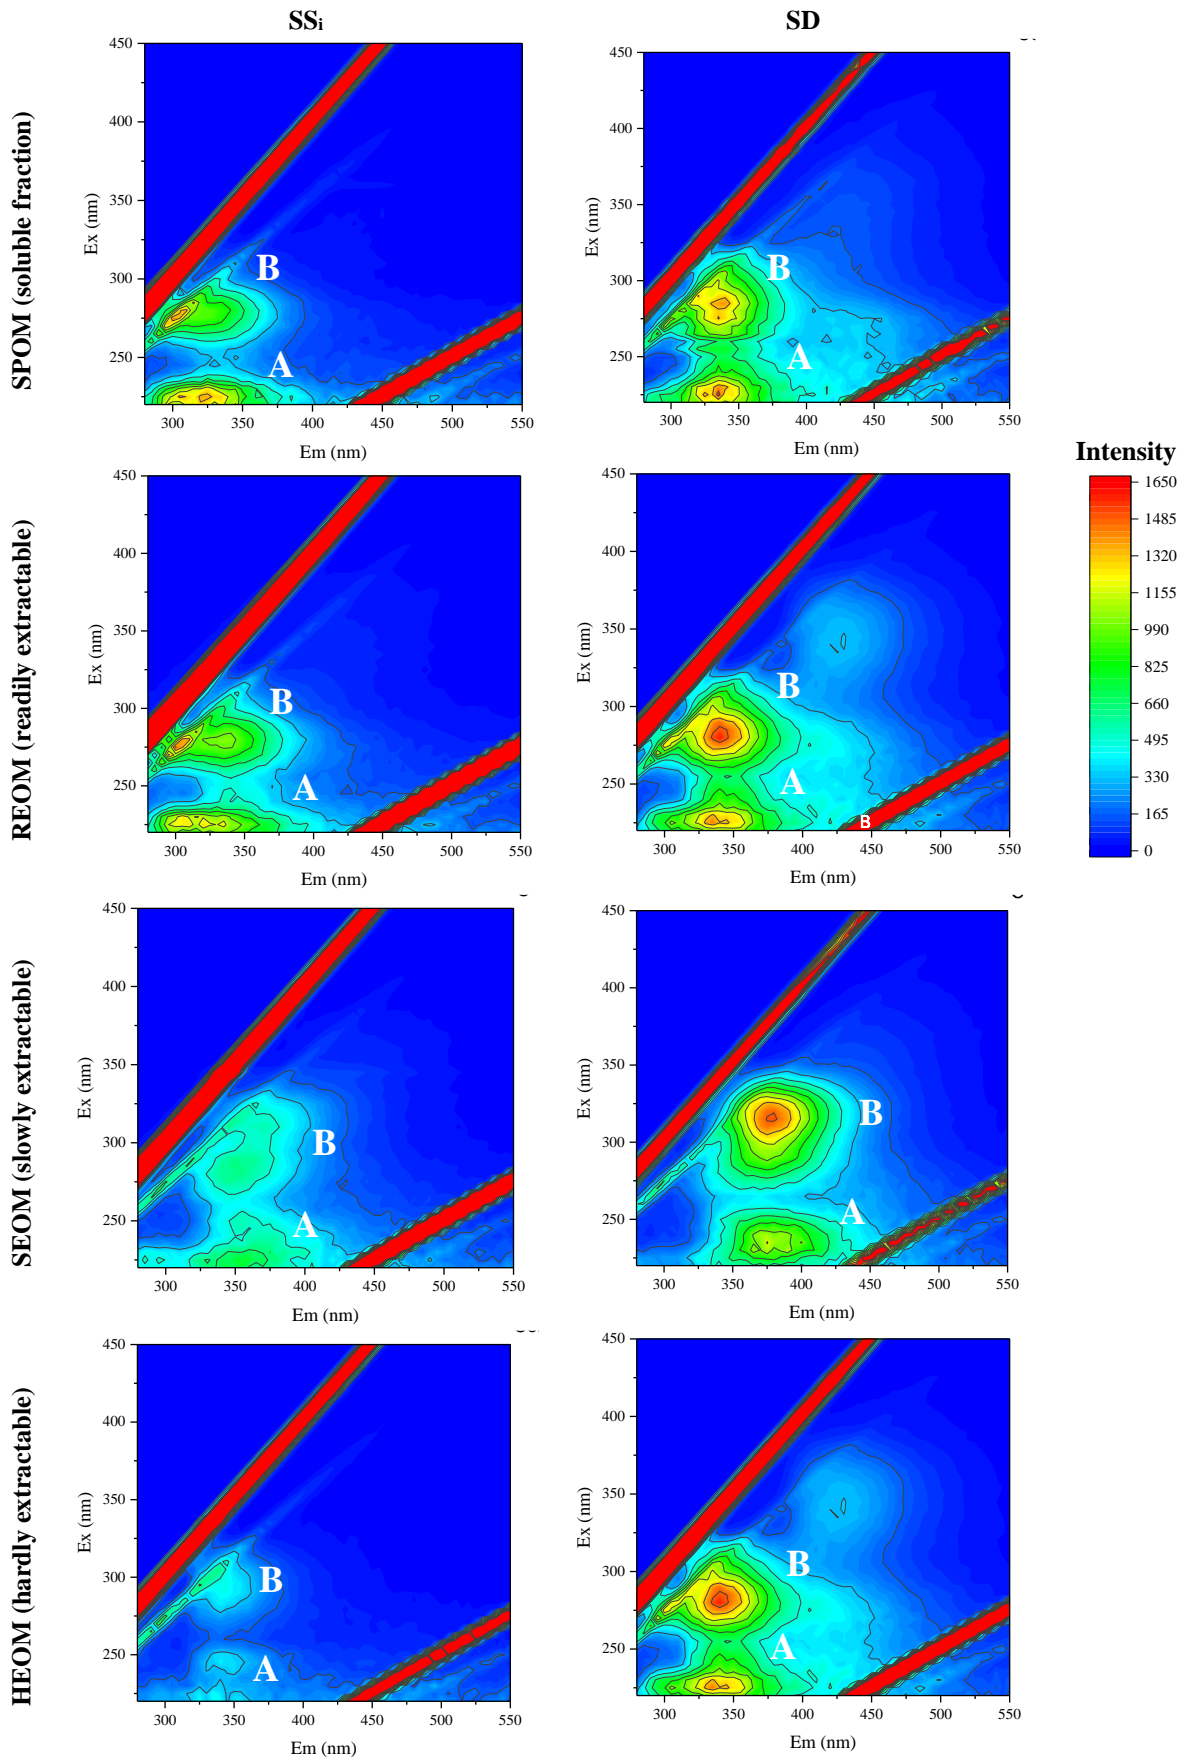 SSi SD
SPOM (soluble fraction)
450
400
350
300
250
Ex (nm)
B
A
300 350 400 450 500 550
Em (nm)
450
400
350
300
250
Ex (nm)
B
A
300 350 400 450 500 550
Em (nm)
REOM (readily extractable)
450
400
350
300
250
Ex (nm)
B
A
300 350 400 450 500 550
Em (nm)
450
400
350
300
250
Ex (nm)
B
A
B
300 350 400 450 500 550
Em (nm)
Intensity
1650
1485
1320
1155
990
825
660
495
330
165
0
SEOM (slowly extractable)
450
400
350
300
250
Ex (nm)
B
A
300 350 400 450 500 550
Em (nm)
450
400
350
300
250
Ex (nm)
B
A
300 350 400 450 500 550
Em (nm)
HEOM (hardly extractable)
450
400
350
300
250
Ex (nm)
B
A
300 350 400 450 500 550
Em (nm)
450
400
350
300
250
Ex (nm)
B
A
300 350 400 450 500 550
Em (nm)